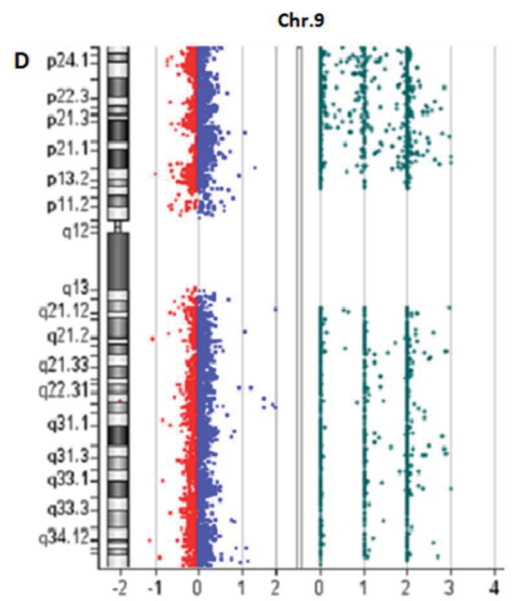 Chr.9
D
p24.1
p22.3
p21.3
p21.1
p13.2
p11.2
q12
q13
q21.12
q21.2
q21.33
q22.31
q31.1
q31.3
q33.1
q33.3
q34.12
-2 -1 0 1 2 0 1 2 3 4